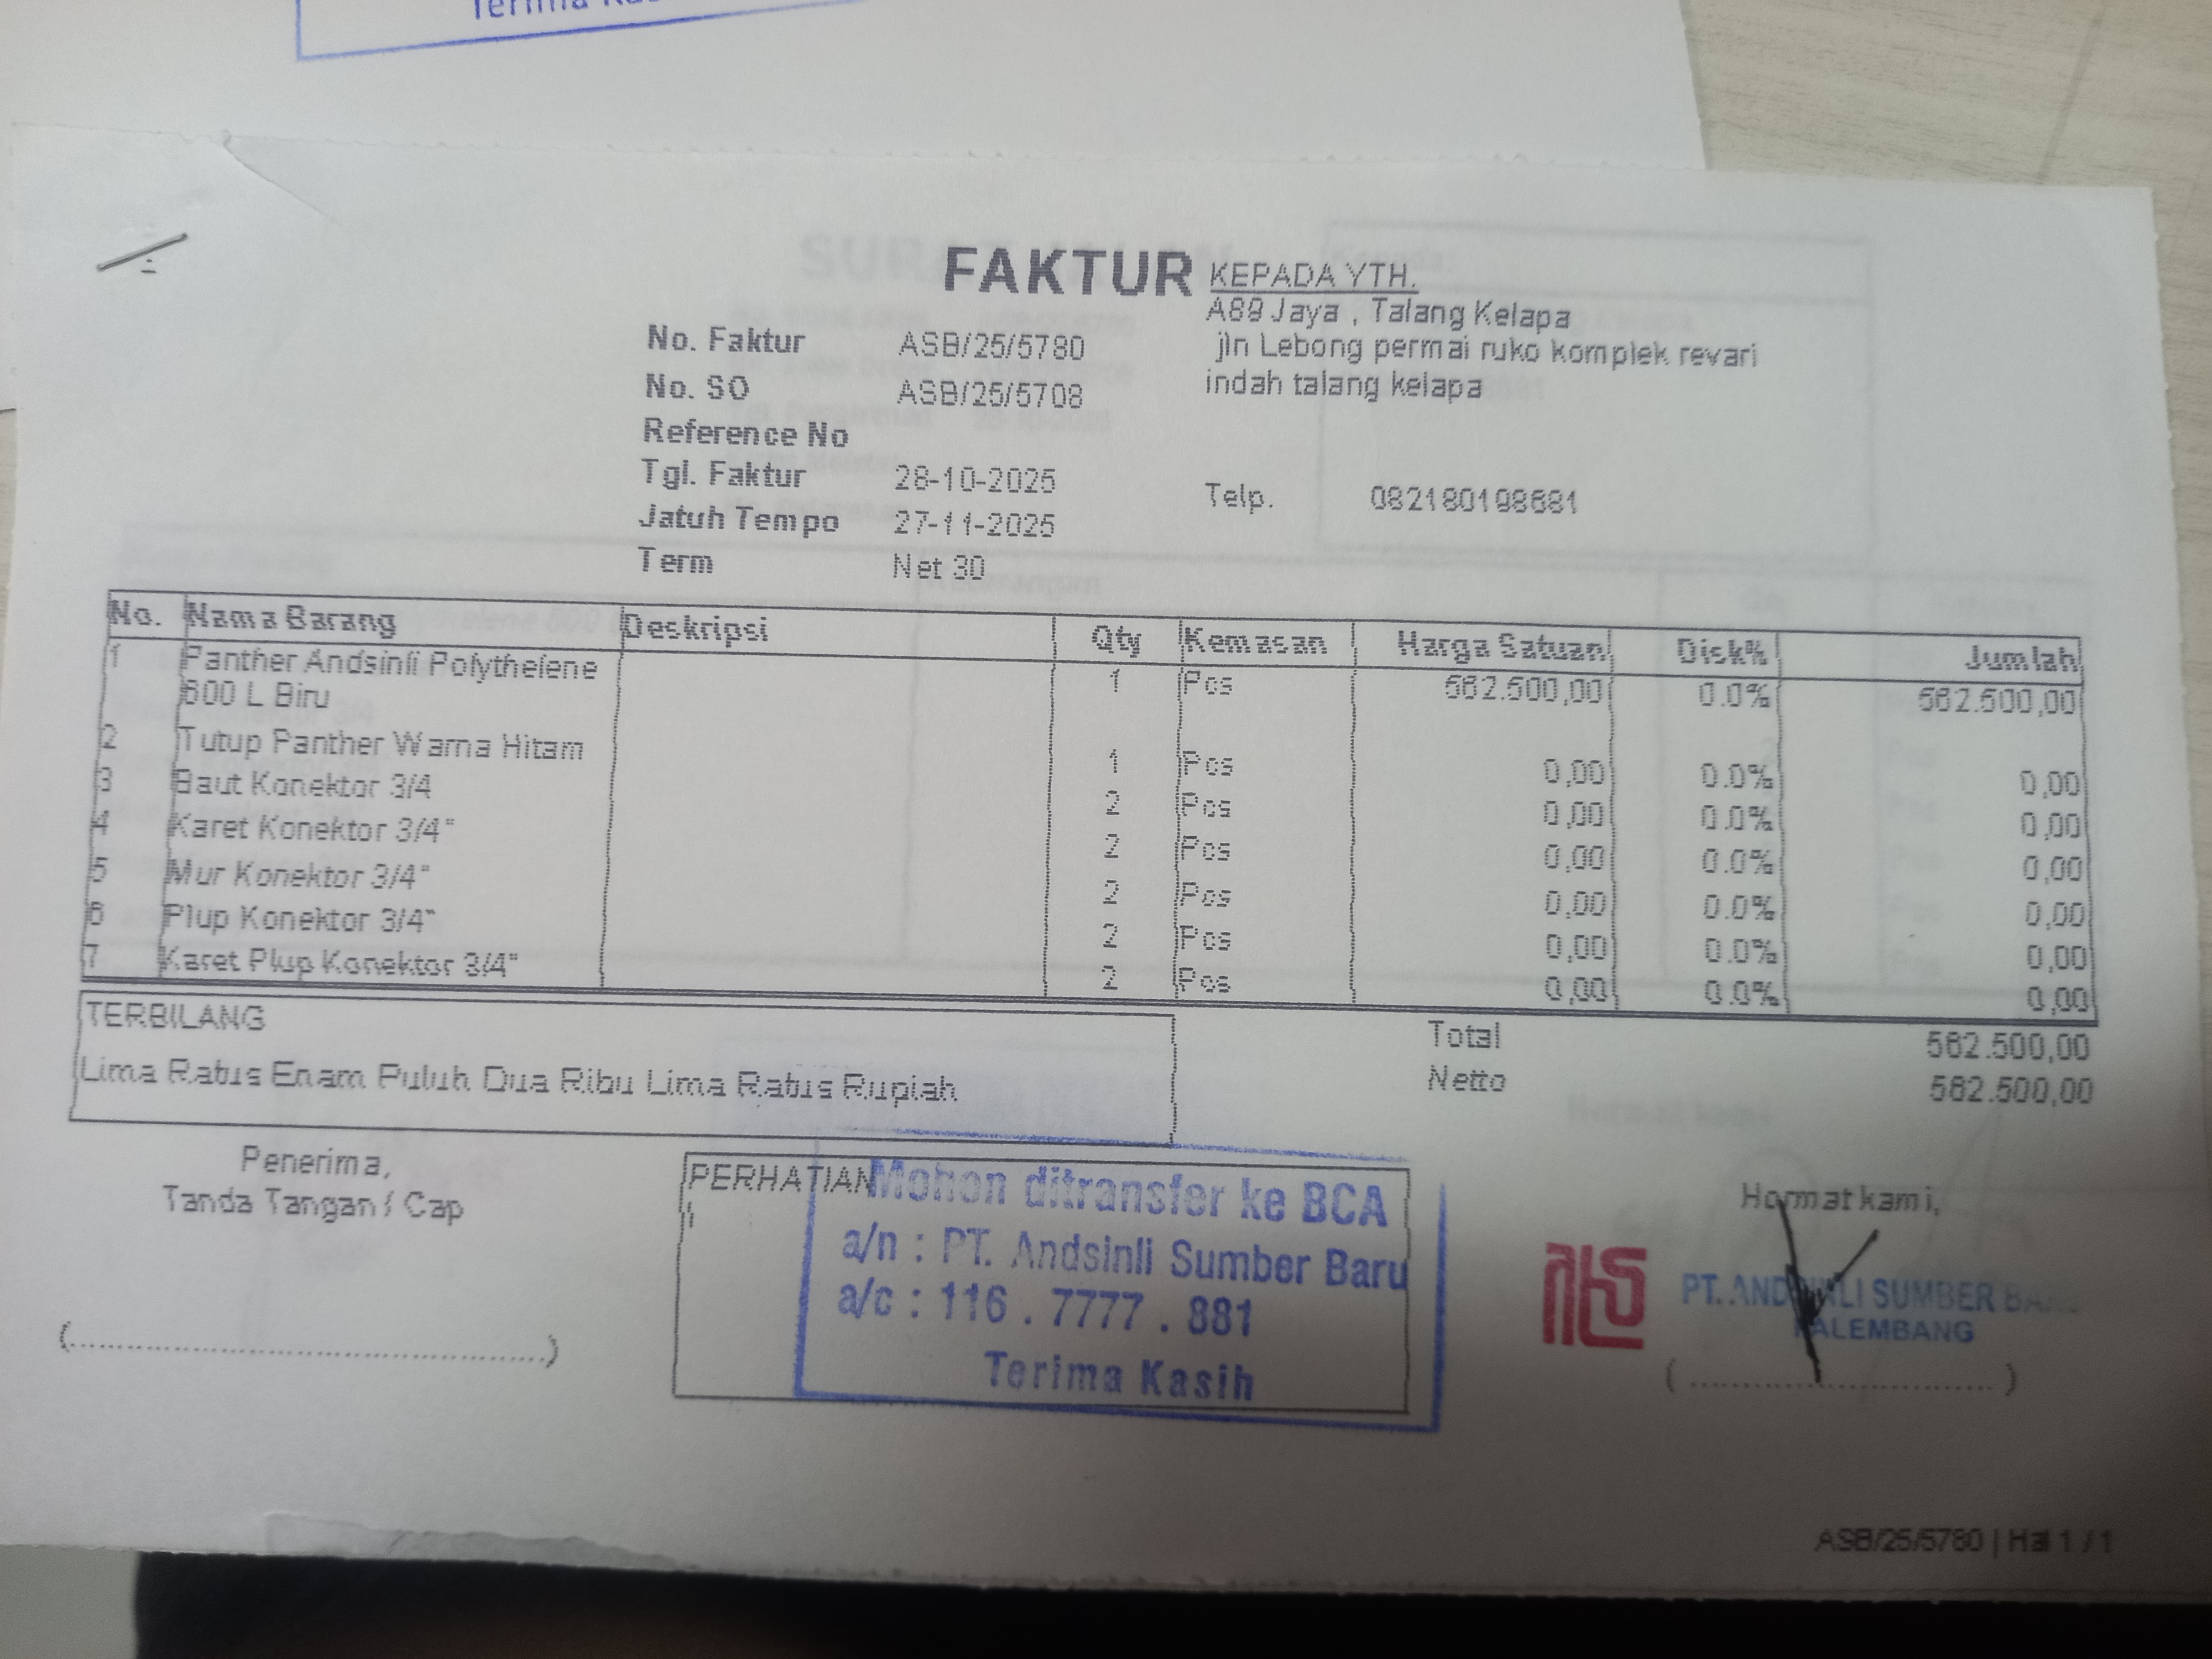 Terima Kas
FAKTUR
KEPADA YTH.
A89 Jaya , Talang Kelapa
jln Lebong permai ruko komplek revari
indah talang kelapa
No. Faktur ASB/25/5780
No. SO ASB/25/5708
Reference No
Tgl. Faktur 28-10-2025
Jatuh Tempo 27-11-2025
Term Net 30
Telp. 082180198681
No. Nama Barang Deskripsi Qty Kemasan Harga Satuan Disk% Jumlah
1 Panther Andsinli Polythelene 1 Pcs 562.500,00 0.0% 562.500,00
600 L Biru
2 Tutup Panther Warna Hitam 1 Pcs 0,00 0.0% 0,00
3 Baut Konektor 3/4 2 Pcs 0,00 0.0% 0,00
4 Karet Konektor 3/4" 2 Pcs 0,00 0.0% 0,00
5 Mur Konektor 3/4" 2 Pcs 0,00 0.0% 0,00
6 Plup Konektor 3/4" 2 Pcs 0,00 0.0% 0,00
7 Karet Plup Konektor 3/4" 2 Pcs 0,00 0.0% 0,00
TERBILANG
Lima Ratus Enam Puluh Dua Ribu Lima Ratus Rupiah
Total 562.500,00
Netto 562.500,00
Penerima,
Tanda Tangan / Cap
(................................................)
PERHATIAN
Mohon ditransfer ke BCA
a/n : PT. Andsinli Sumber Baru
a/c : 116 . 7777 . 881
Terima Kasih
Hormat kami,
PT. ANDSINLI SUMBER
PALEMBANG
( ................................ )
ASB/25/5780 | Hal 1 / 1